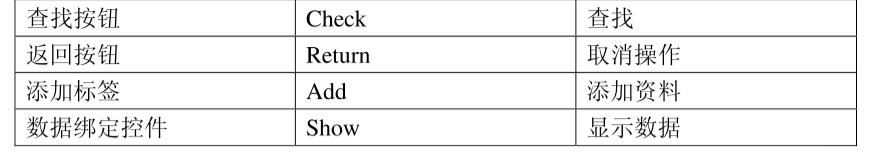 查找按钮 Check 查找
返回按钮 Return 取消操作
添加标签 Add 添加资料
数据绑定控件 Show 显示数据